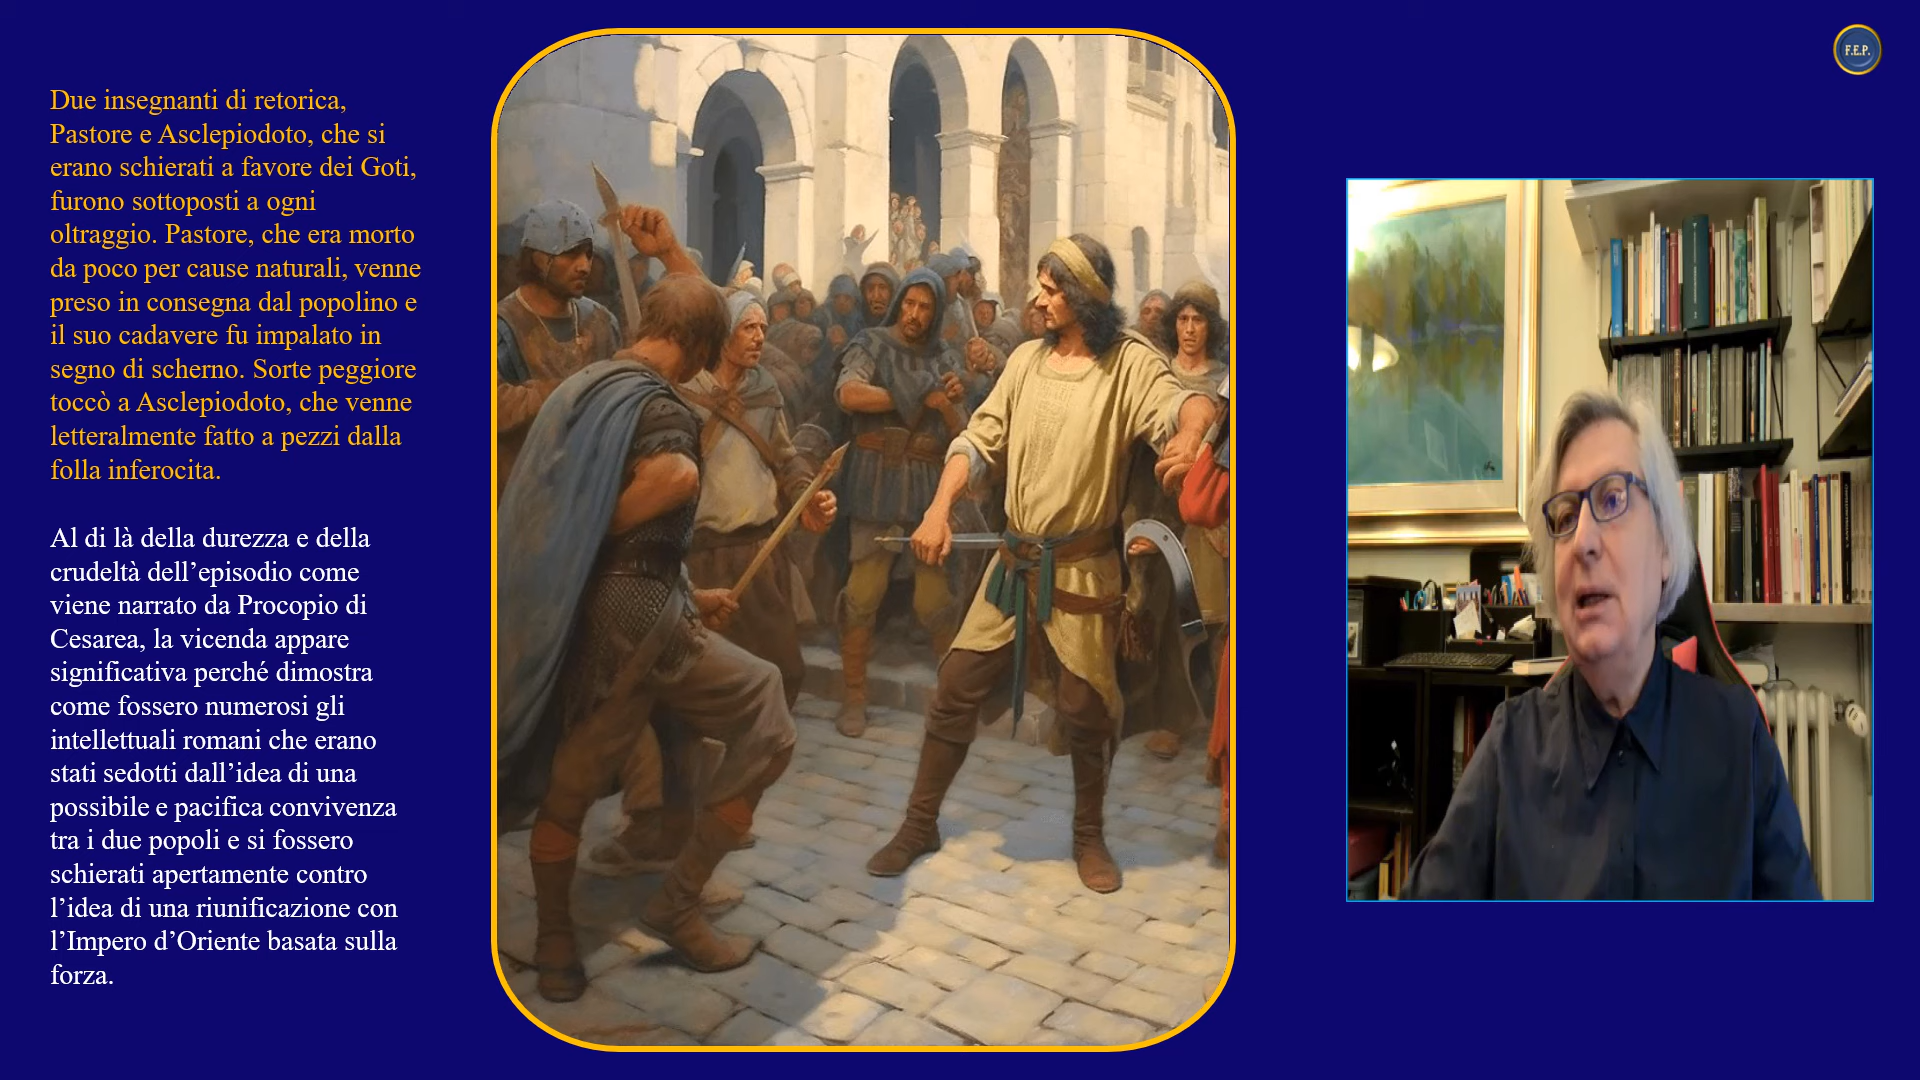 Due insegnanti di retorica,
Pastore e Asclepiodoto, che si
erano schierati a favore dei Goti,
furono sottoposti a ogni
oltraggio. Pastore, che era morto
da poco per cause naturali, venne
preso in consegna dal popolino e
il suo cadavere fu impalato in
segno di scherno. Sorte peggiore
toccò a Asclepiodoto, che venne
letteralmente fatto a pezzi dalla
folla inferocita.
Al di là della durezza e della
crudeltà dell’episodio come
viene narrato da Procopio di
Cesarea, la vicenda appare
significativa perché dimostra
come fossero numerosi gli
intellettuali romani che erano
stati sedotti dall’idea di una
possibile e pacifica convivenza
tra i due popoli e si fossero
schierati apertamente contro
l’idea di una riunificazione con
l’Impero d’Oriente basata sulla
forza.
F.E.P.